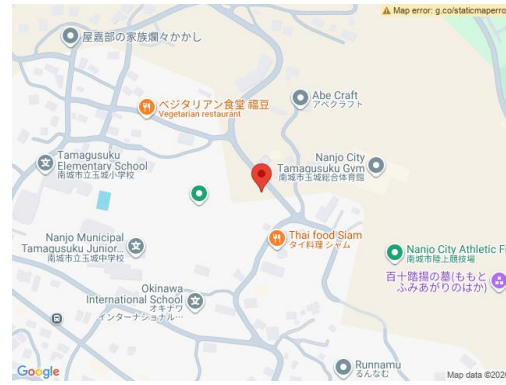 Map error: g.co/staticmaperro
屋嘉部の家族爛々かかし
Abe Craft
アベクラフト
ベジタリアン食堂 福豆
Vegetarian restaurant
Tamagusuku
Elementary School
南城市立玉城小学校
Nanjo City
Tamagusuku Gym
南城市玉城総合体育館
Nanjo Municipal
Tamagusuku Junior...
南城市立玉城中学校
Thai food Siam
タイ料理 シャム
Nanjo City Athletic Fi
南城市陸上競技場
百十踏揚の墓(ももと
ふみあがりのはか)
Okinawa
International School
オキナワ
インターナショナル...
Runnamu
るんなむ
Google
Map data ©2026